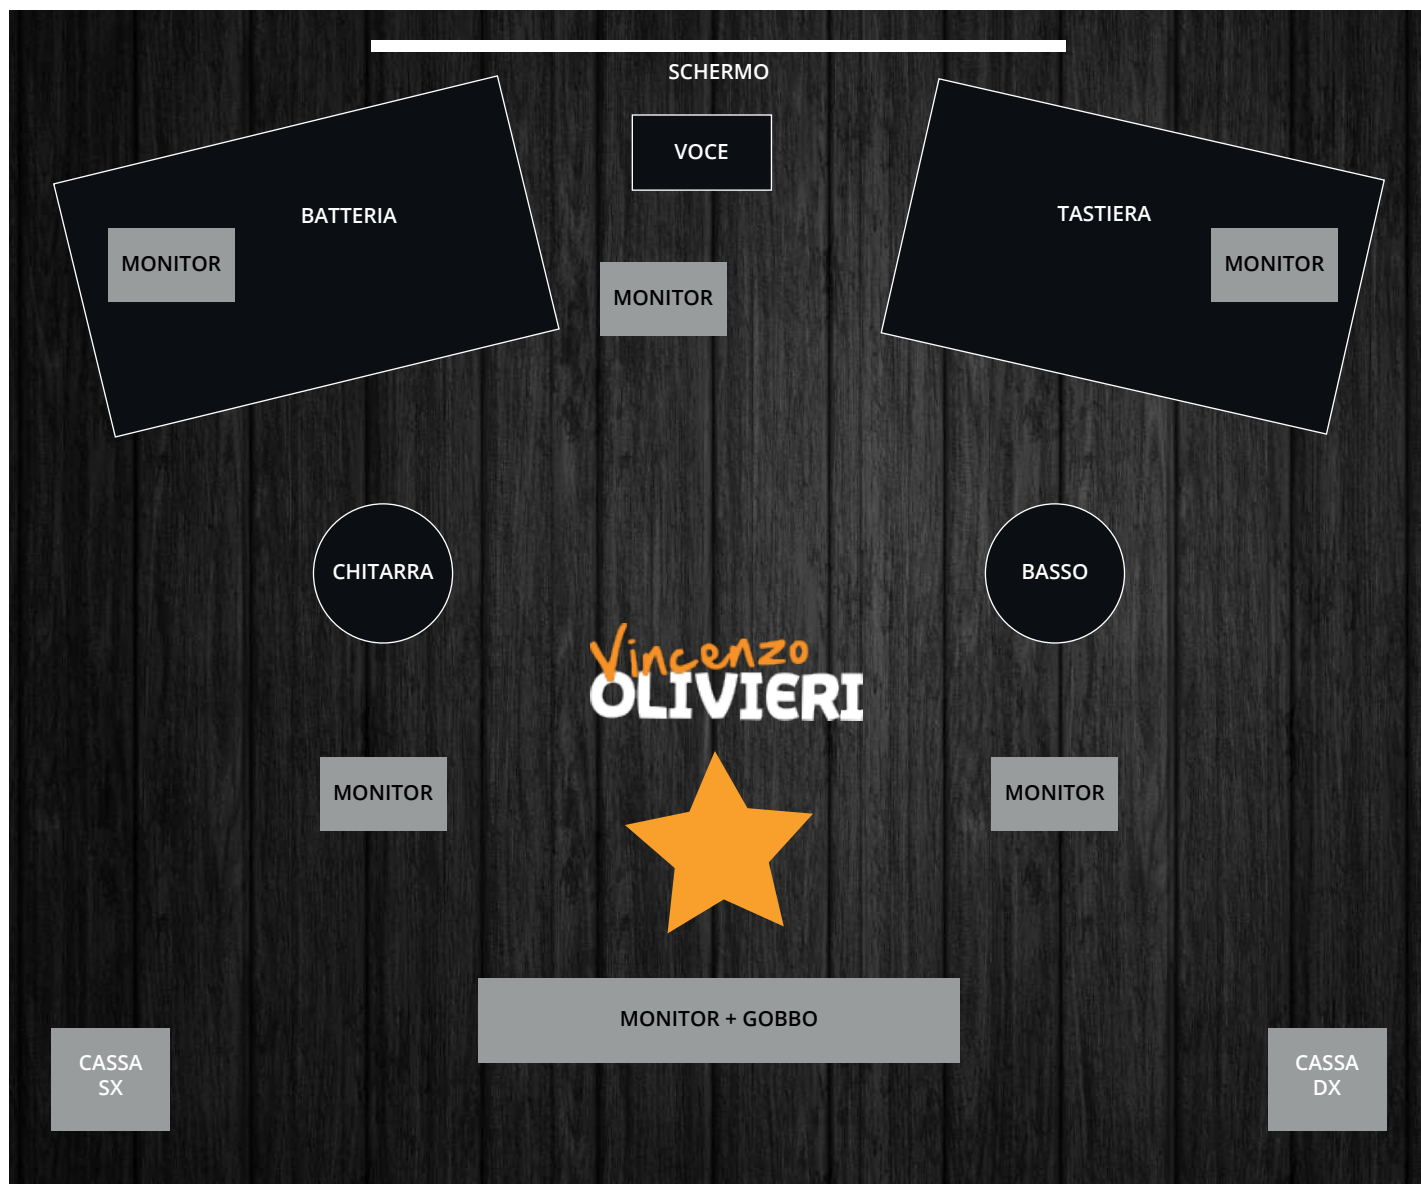 SCHERMO
VOCE
BATTERIA
TASTIERA
MONITOR
MONITOR
MONITOR
CHITARRA
BASSO
Vincenzo
OLIVIERI
MONITOR
MONITOR
MONITOR + GOBBO
CASSA
SX
CASSA
DX